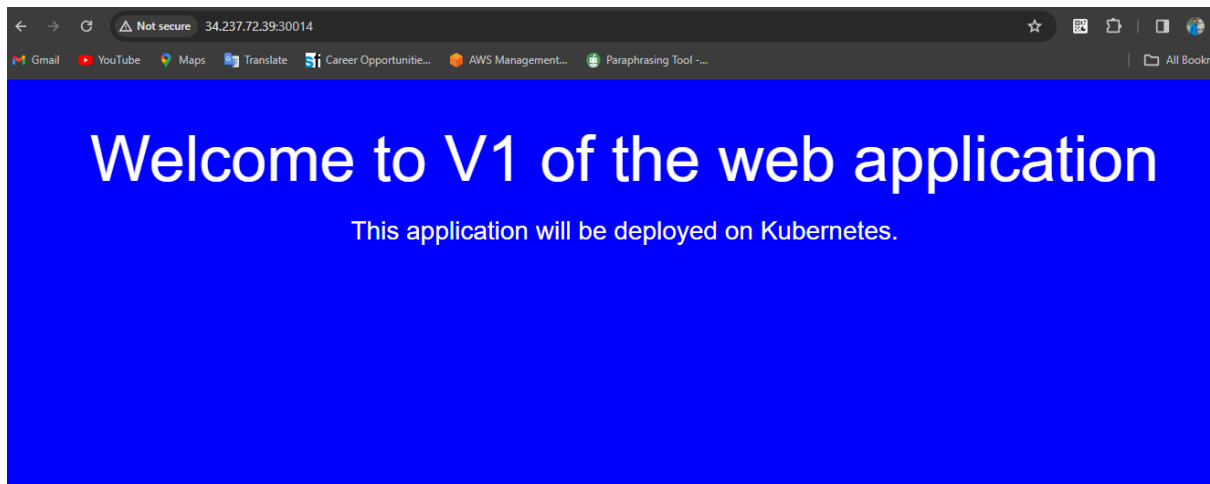 Not secure 34.237.72.39:30014
Gmail YouTube Maps Translate Career Opportunitie... AWS Management... Paraphrasing Tool -... All Bookr
Welcome to V1 of the web application
This application will be deployed on Kubernetes.